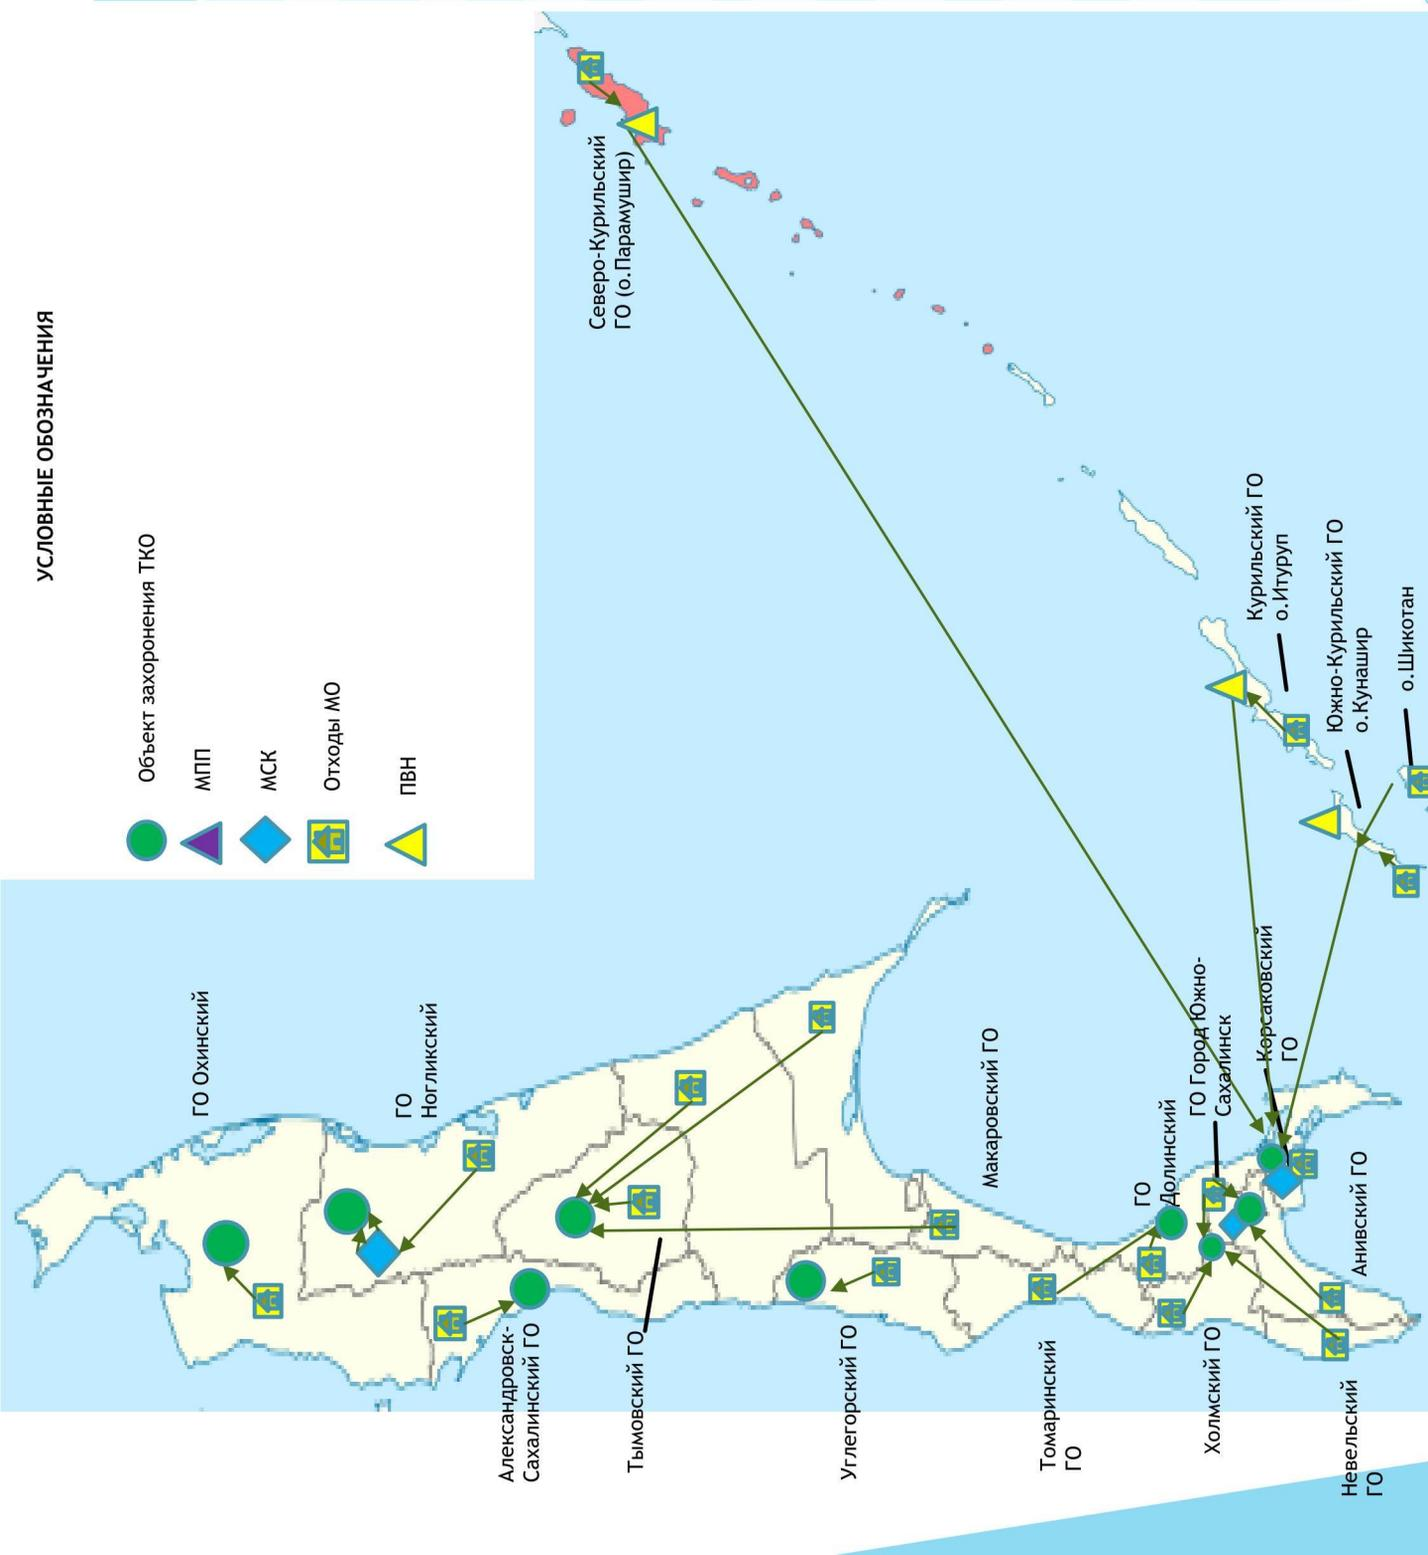 УСЛОВНЫЕ ОБОЗНАЧЕНИЯ
Объект захоронения ТКО
МПП
МСК
Отходы МО
ПВН
ГО Охинский
ГО
Ногликский
Александровск-
Сахалинский ГО
Тымовский ГО
Углегорский ГО
Макаровский ГО
Томаринский
ГО
ГО
Долинский
ГО Город Южно-
Сахалинск
Холмский ГО
Корсаковский
ГО
Анивский ГО
Невельский
ГО
Северо-Курильский
ГО (о.Парамушир)
Курильский ГО
о.Итуруп
Южно-Курильский ГО
о.Кунашир
о.Шикотан